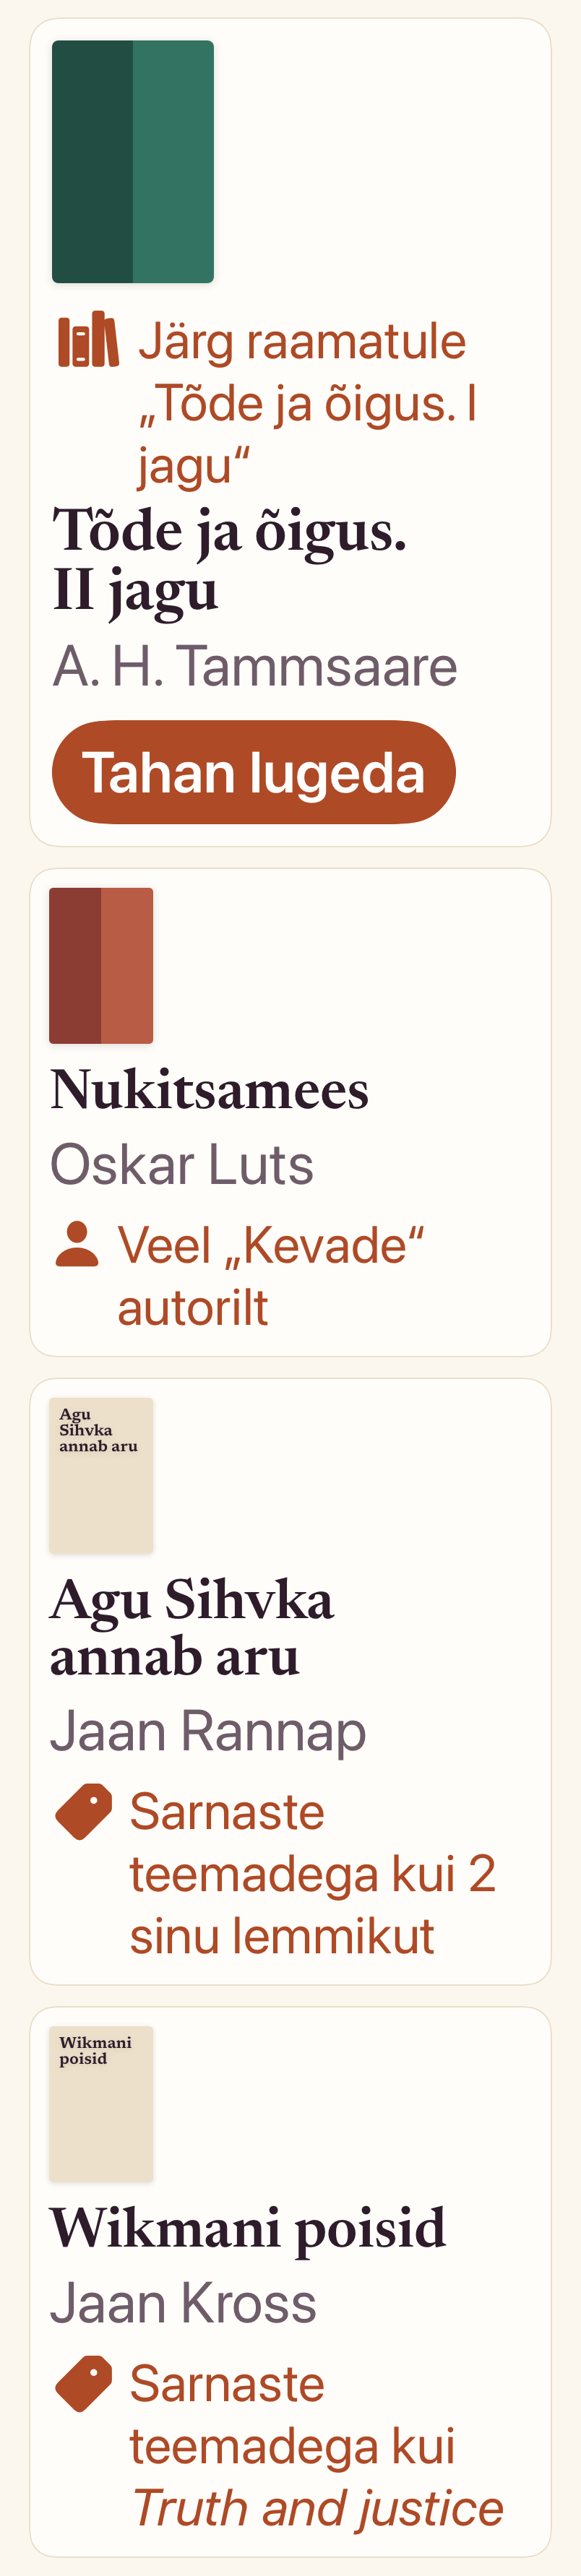 Järg raamatule
„Tõde ja õigus. I
jagu“
Tõde ja õigus.
II jagu
A. H. Tammsaare
Tahan lugeda
Nukitsamees
Oskar Luts
Veel „Kevade“
autorilt
Agu
Sihvka
annab aru
Agu Sihvka
annab aru
Jaan Rannap
Sarnaste
teemadega kui 2
sinu lemmikut
Wikmani
poisid
Wikmani poisid
Jaan Kross
Sarnaste
teemadega kui
Truth and justice